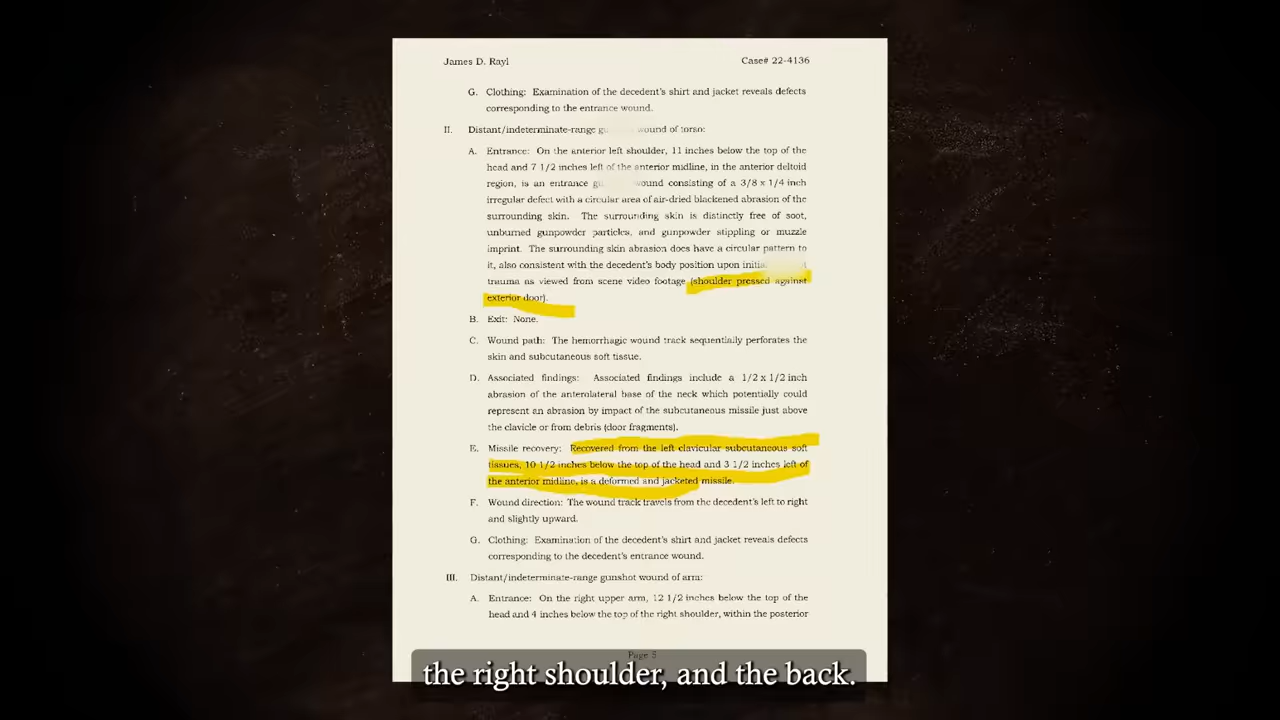 James D. Rayl Case# 22-4136
G. Clothing: Examination of the decedent's shirt and jacket reveals defects
corresponding to the entrance wound.
II. Distant/indeterminate-range wound of torso:
A. Entrance: On the anterior left shoulder, 11 inches below the top of the
head and 7 1/2 inches left of the anterior midline, in the anterior deltoid
region, is an entrance wound consisting of a 3/8 x 1/4 inch
irregular defect with a circular area of air-dried blackened abrasion of the
surrounding skin. The surrounding skin is distinctly free of soot,
unburned gunpowder particles, and gunpowder stippling or muzzle
imprint. The surrounding skin abrasion does have a circular pattern to
it, also consistent with the decedent's body position upon
trauma as viewed from scene video footage (shoulder pressed against
exterior door).
B. Exit: None.
C. Wound path: The hemorrhagic wound track sequentially perforates the
skin and subcutaneous soft tissue.
D. Associated findings: Associated findings include a 1/2 x 1/2 inch
abrasion of the anterolateral base of the neck which potentially could
represent an abrasion by impact of the subcutaneous missile just above
the clavicle or from debris (door fragments).
E. Missile recovery: Recovered from the left clavicular subcutaneous soft
tissues, 10 1/2 inches below the top of the head and 3 1/2 inches left of
the anterior midline, is a deformed and jacketed missile.
F. Wound direction: The wound track travels from the decedent's left to right
and slightly upward.
G. Clothing: Examination of the decedent's shirt and jacket reveals defects
corresponding to the decedent's entrance wound.
III. Distant/indeterminate-range gunshot wound of arm:
A. Entrance: On the right upper arm, 12 1/2 inches below the top of the
head and 4 inches below the top of the right shoulder, within the posterior
Page 5
the right shoulder, and the back.